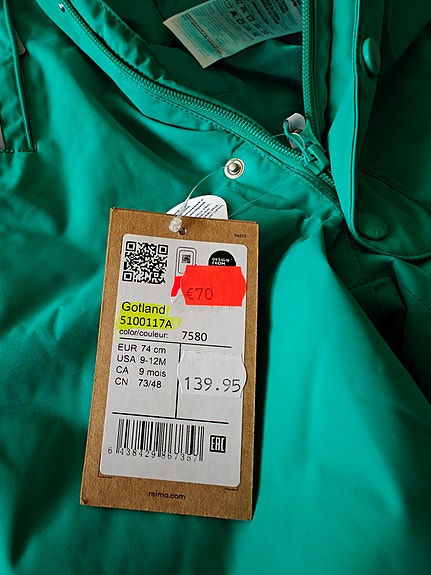 DESIGN
FROM
€70
Gotland
5100117A
color/couleur: 7580
EUR 74 cm
USA 9-12M
CA 9 mois
CN 73/48
139.95
6 438429 867357
EAC
reima.com